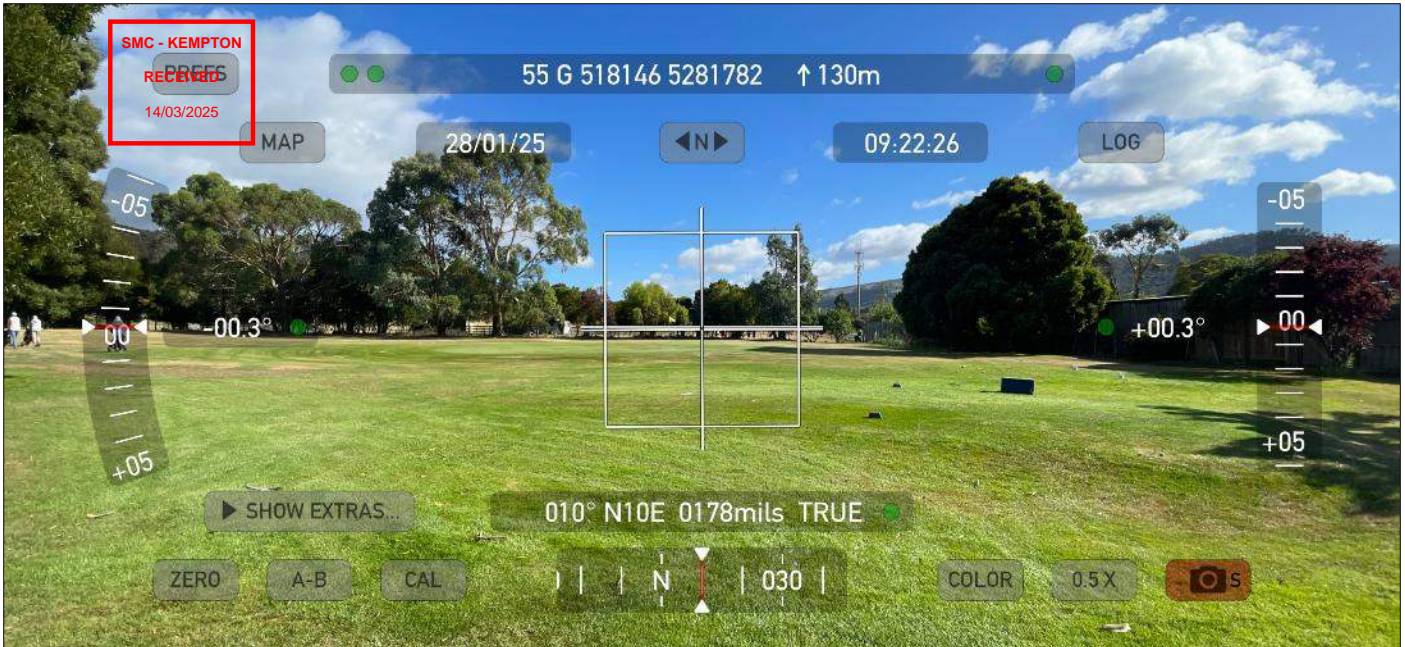 SMC - KEMPTON
RECEIVED
14/03/2025
PREFS
55 G 518146 5281782 ↑ 130m
MAP
28/01/25
◀N▶
09:22:26
LOG
-05
-05
-00.3°
00
+00.3°
00
+05
+05
▶ SHOW EXTRAS...
010° N10E 0178mils TRUE
ZERO
A-B
CAL
N
030
COLOR
0.5 X
S